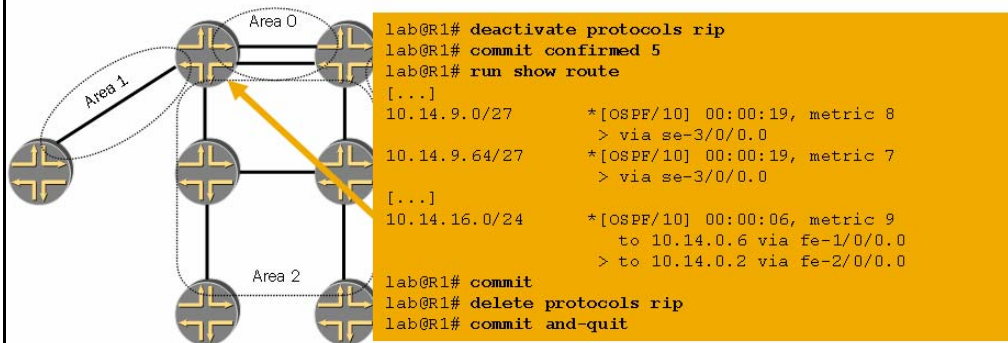 Area 0
Area 1
Area 2
lab@R1# deactivate protocols rip
lab@R1# commit confirmed 5
lab@R1# run show route
[...]
10.14.9.0/27 *[OSPF/10] 00:00:19, metric 8
> via se-3/0/0.0
10.14.9.64/27 *[OSPF/10] 00:00:19, metric 7
> via se-3/0/0.0
[...]
10.14.16.0/24 *[OSPF/10] 00:00:06, metric 9
to 10.14.0.6 via fe-1/0/0.0
> to 10.14.0.2 via fe-2/0/0.0
lab@R1# commit
lab@R1# delete protocols rip
lab@R1# commit and-quit